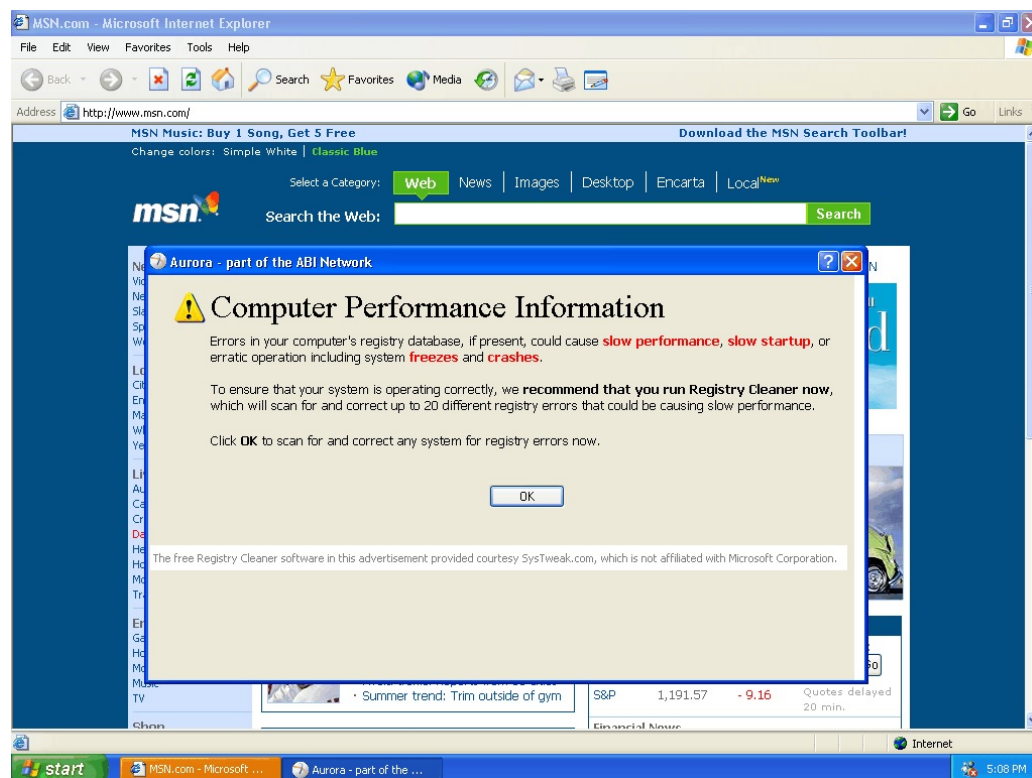 MSN.com - Microsoft Internet Explorer
File Edit View Favorites Tools Help
Back Search Favorites Media
Address http://www.msn.com/ Go Links
MSN Music: Buy 1 Song, Get 5 Free Download the MSN Search Toolbar!
Change colors: Simple White | Classic Blue
Select a Category: Web News | Images | Desktop | Encarta | Local New
msn Search the Web: Search
Aurora - part of the ABI Network
Computer Performance Information
Errors in your computer's registry database, if present, could cause slow performance, slow startup, or
erratic operation including system freezes and crashes.
To ensure that your system is operating correctly, we recommend that you run Registry Cleaner now,
which will scan for and correct up to 20 different registry errors that could be causing slow performance.
Click OK to scan for and correct any system for registry errors now.
OK
The free Registry Cleaner software in this advertisement provided courtesy SysTweak.com, which is not affiliated with Microsoft Corporation.
Music
TV
· Summer trend: Trim outside of gym
S&P 1,191.57 - 9.16 Quotes delayed
20 min.
Shop
Financial News
Internet
start MSN.com - Microsoft ... Aurora - part of the ... 5:08 PM